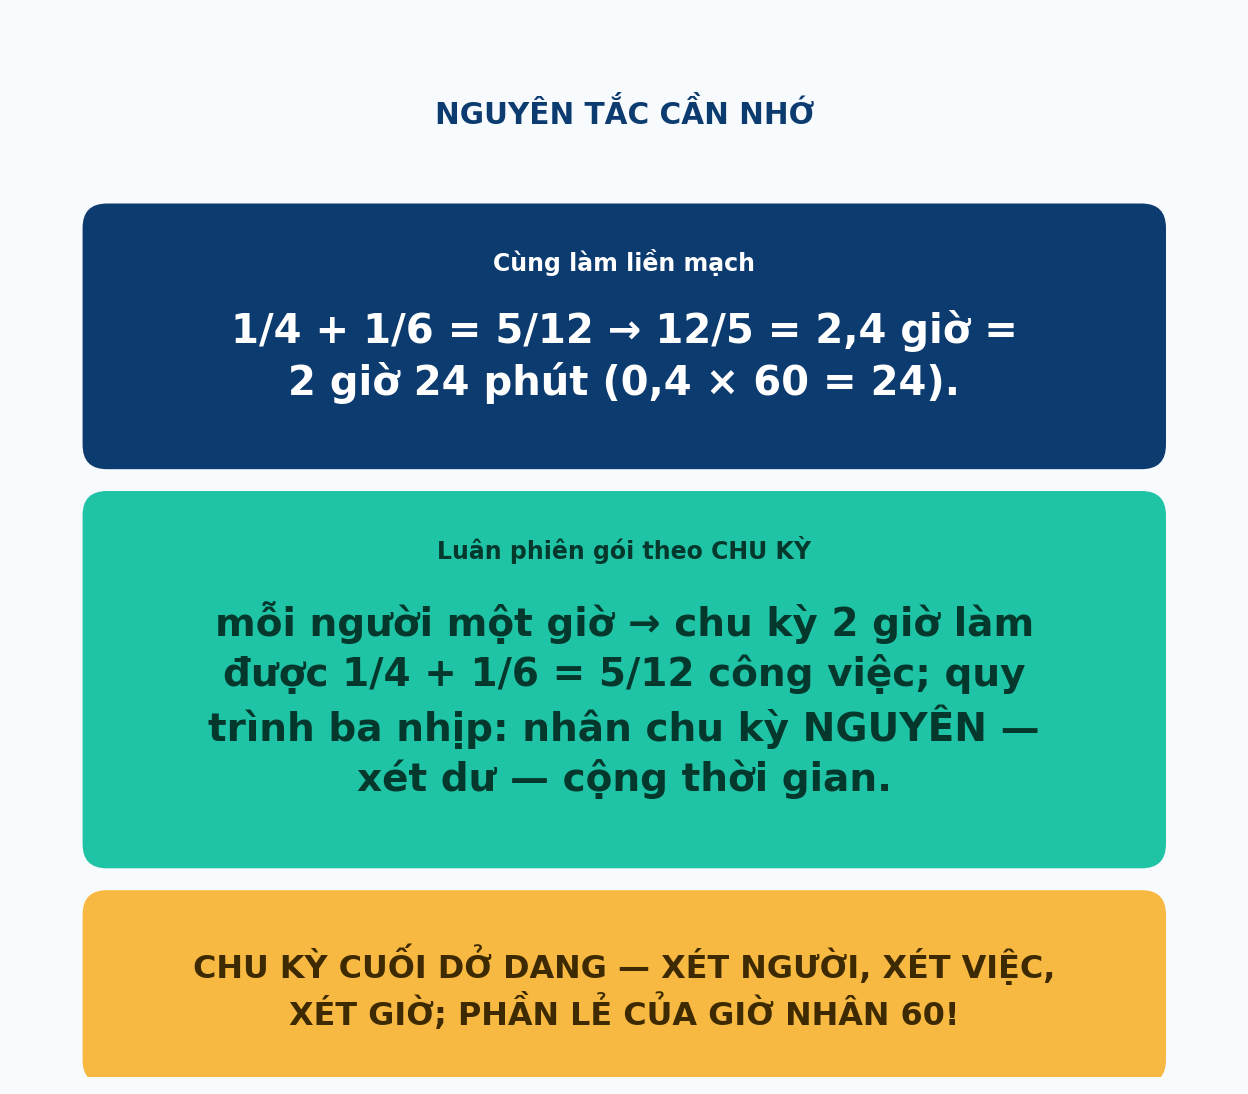 NGUYÊN TẮC CẦN NHỚ
Cùng làm liền mạch
1/4 + 1/6 = 5/12 → 12/5 = 2,4 giờ =
2 giờ 24 phút (0,4 × 60 = 24).
Luân phiên gói theo CHU KỲ
mỗi người một giờ → chu kỳ 2 giờ làm
được 1/4 + 1/6 = 5/12 công việc; quy
trình ba nhịp: nhân chu kỳ NGUYÊN —
xét dư — cộng thời gian.
CHU KỲ CUỐI DỞ DANG — XÉT NGƯỜI, XÉT VIỆC,
XÉT GIỜ; PHẦN LẺ CỦA GIỜ NHÂN 60!